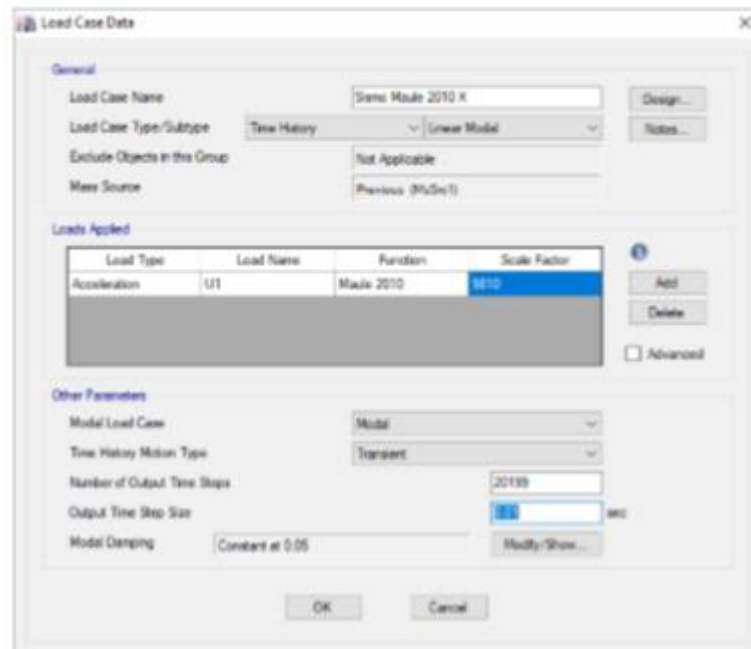 Load Case Data
General
Load Case Name Sismo Maule 2010 X Design...
Load Case Type/Subtype Time History Linear Modal Notes...
Exclude Objects in this Group Not Applicable
Mass Source Previous (MsSrc1)
Loads Applied
Load Type Load Name Function Scale Factor
Acceleration U1 Maule 2010 9810
Add
Delete
Advanced
Other Parameters
Modal Load Case Modal
Time History Motion Type Transient
Number of Output Time Steps 20199
Output Time Step Size sec
Modal Damping Constant at 0.05 Modify/Show...
OK Cancel